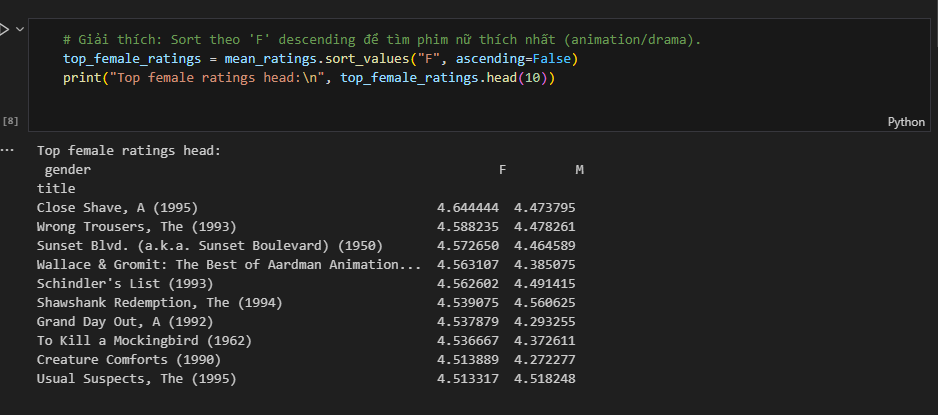 # Giải thích: Sort theo 'F' descending để tìm phim nữ thích nhất (animation/drama).
top_female_ratings = mean_ratings.sort_values("F", ascending=False)
print("Top female ratings head:\n", top_female_ratings.head(10))
[8]
Python
...
Top female ratings head:
gender F M
title
Close Shave, A (1995) 4.644444 4.473795
Wrong Trousers, The (1993) 4.588235 4.478261
Sunset Blvd. (a.k.a. Sunset Boulevard) (1950) 4.572650 4.464589
Wallace & Gromit: The Best of Aardman Animation... 4.563107 4.385075
Schindler's List (1993) 4.562602 4.491415
Shawshank Redemption, The (1994) 4.539075 4.560625
Grand Day Out, A (1992) 4.537879 4.293255
To Kill a Mockingbird (1962) 4.536667 4.372611
Creature Comforts (1990) 4.513889 4.272277
Usual Suspects, The (1995) 4.513317 4.518248